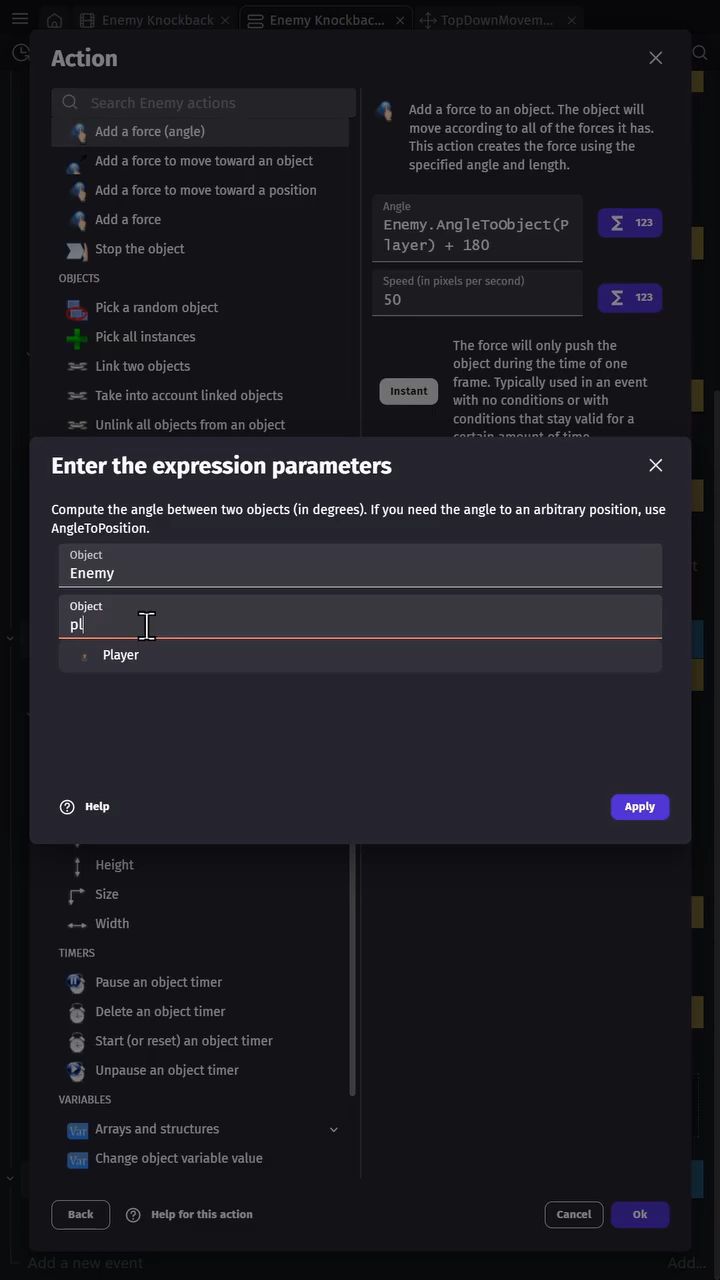 Enemy Knockback
Enemy Knockbac...
TopDownMovem...
Action
Search Enemy actions
Add a force (angle)
Add a force to move toward an object
Add a force to move toward a position
Add a force
Stop the object
OBJECTS
Pick a random object
Pick all instances
Link two objects
Take into account linked objects
Unlink all objects from an object
Add a force to an object. The object will
move according to all of the forces it has.
This action creates the force using the
specified angle and length.
Angle
Enemy.AngleToObject(P
layer) + 180
Σ 123
Speed (in pixels per second)
50
Σ 123
Instant
The force will only push the
object during the time of one
frame. Typically used in an event
with no conditions or with
conditions that stay valid for a
certain amount of time.
Enter the expression parameters
Compute the angle between two objects (in degrees). If you need the angle to an arbitrary position, use
AngleToPosition.
Object
Enemy
Object
pl
Player
Help
Apply
Height
Size
Width
TIMERS
Pause an object timer
Delete an object timer
Start (or reset) an object timer
Unpause an object timer
VARIABLES
Var Arrays and structures
Var Change object variable value
Back
Help for this action
Cancel
Ok
Add a new event
Add...